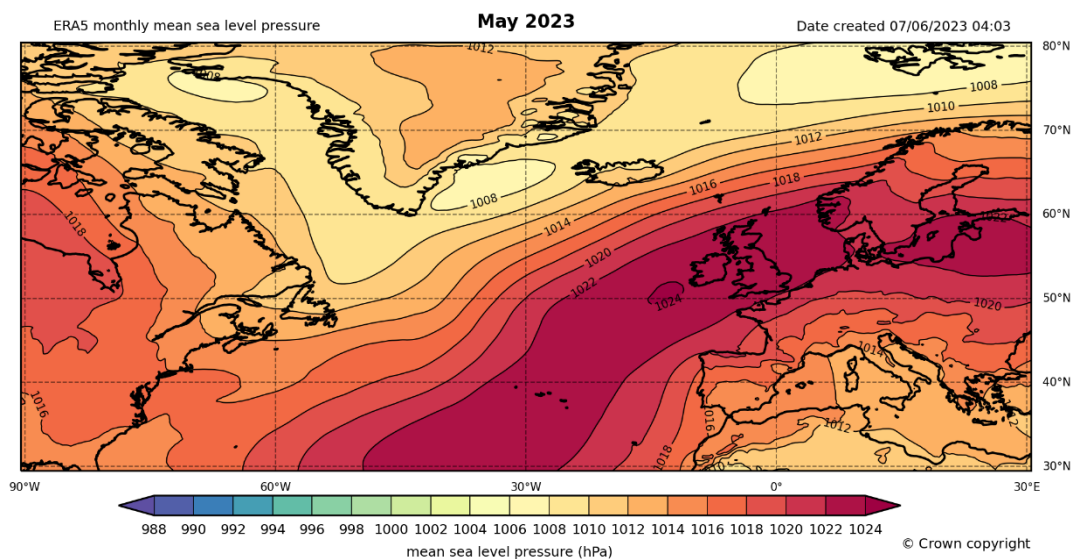 ERA5 monthly mean sea level pressure
May 2023
Date created 07/06/2023 04:03
1012
80°N
1008
1008
1010
1012
70°N
1018
1016
1018
1008
60°N
1014
1022
1020
1022
1024
50°N
1020
1014
40°N
1016
1016
1012
1018
30°N
90°W
60°W
30°W
0°
30°E
988 990 992 994 996 998 1000 1002 1004 1006 1008 1010 1012 1014 1016 1018 1020 1022 1024
mean sea level pressure (hPa)
© Crown copyright